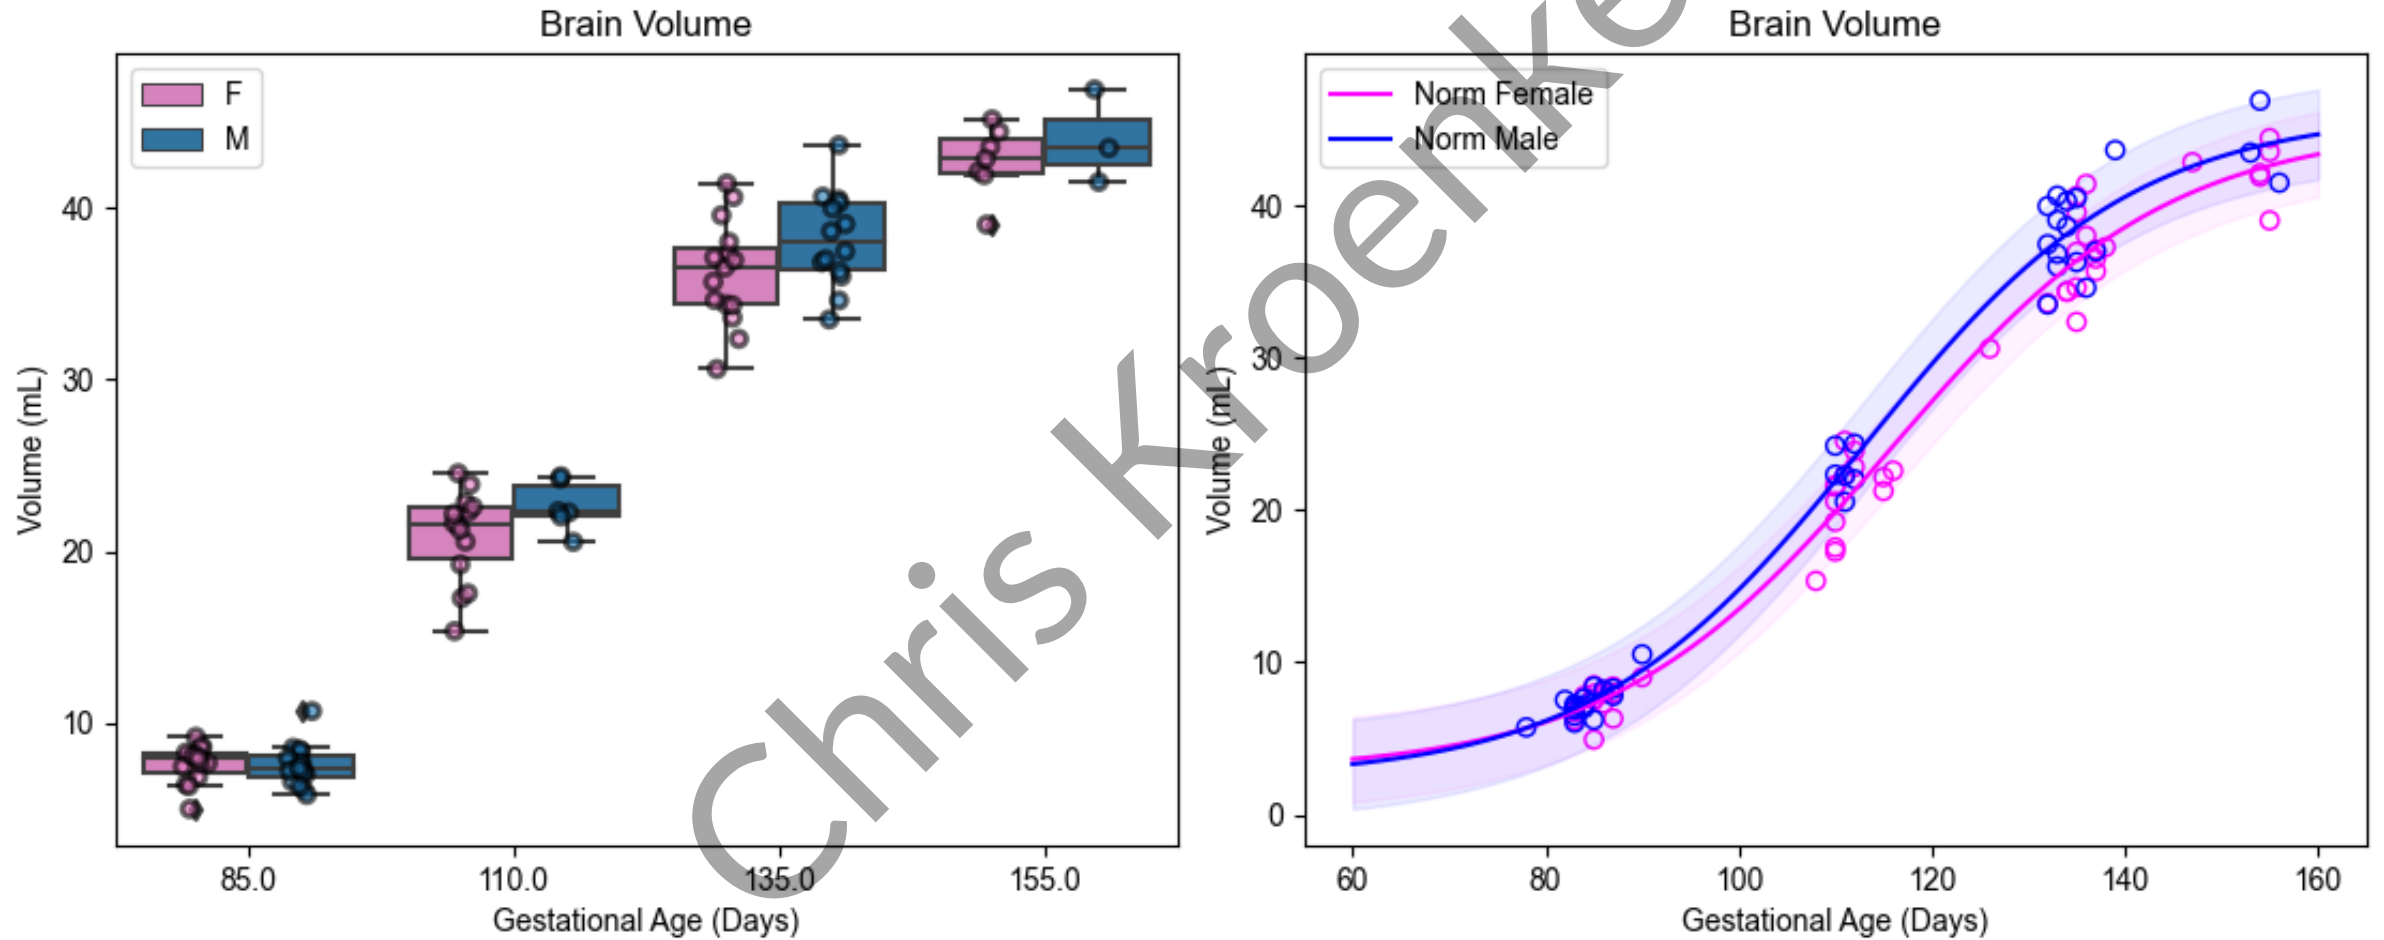 Brain Volume
F
M
Volume (mL)
40
30
20
10
85.0
110.0
135.0
155.0
Gestational Age (Days)
Brain Volume
Norm Female
Norm Male
Volume (mL)
40
30
20
10
0
60
80
100
120
140
160
Gestational Age (Days)
Chris Kroenke